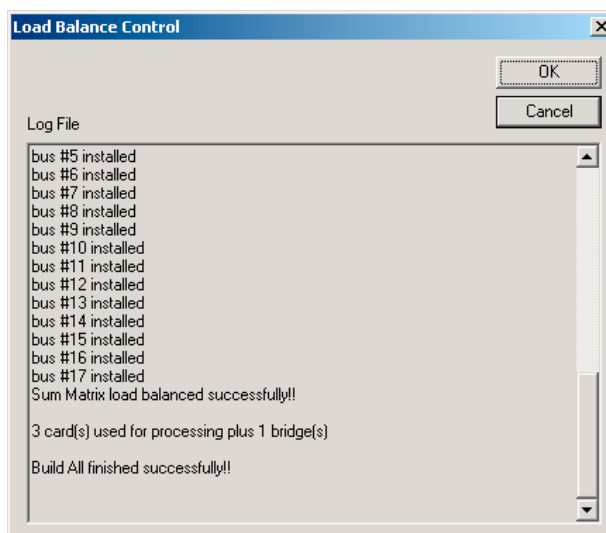 Load Balance Control
OK
Cancel
Log File
bus #5 installed
bus #6 installed
bus #7 installed
bus #8 installed
bus #9 installed
bus #10 installed
bus #11 installed
bus #12 installed
bus #13 installed
bus #14 installed
bus #15 installed
bus #16 installed
bus #17 installed
Sum Matrix load balanced successfully!!
3 card(s) used for processing plus 1 bridge(s)
Build All finished successfully!!